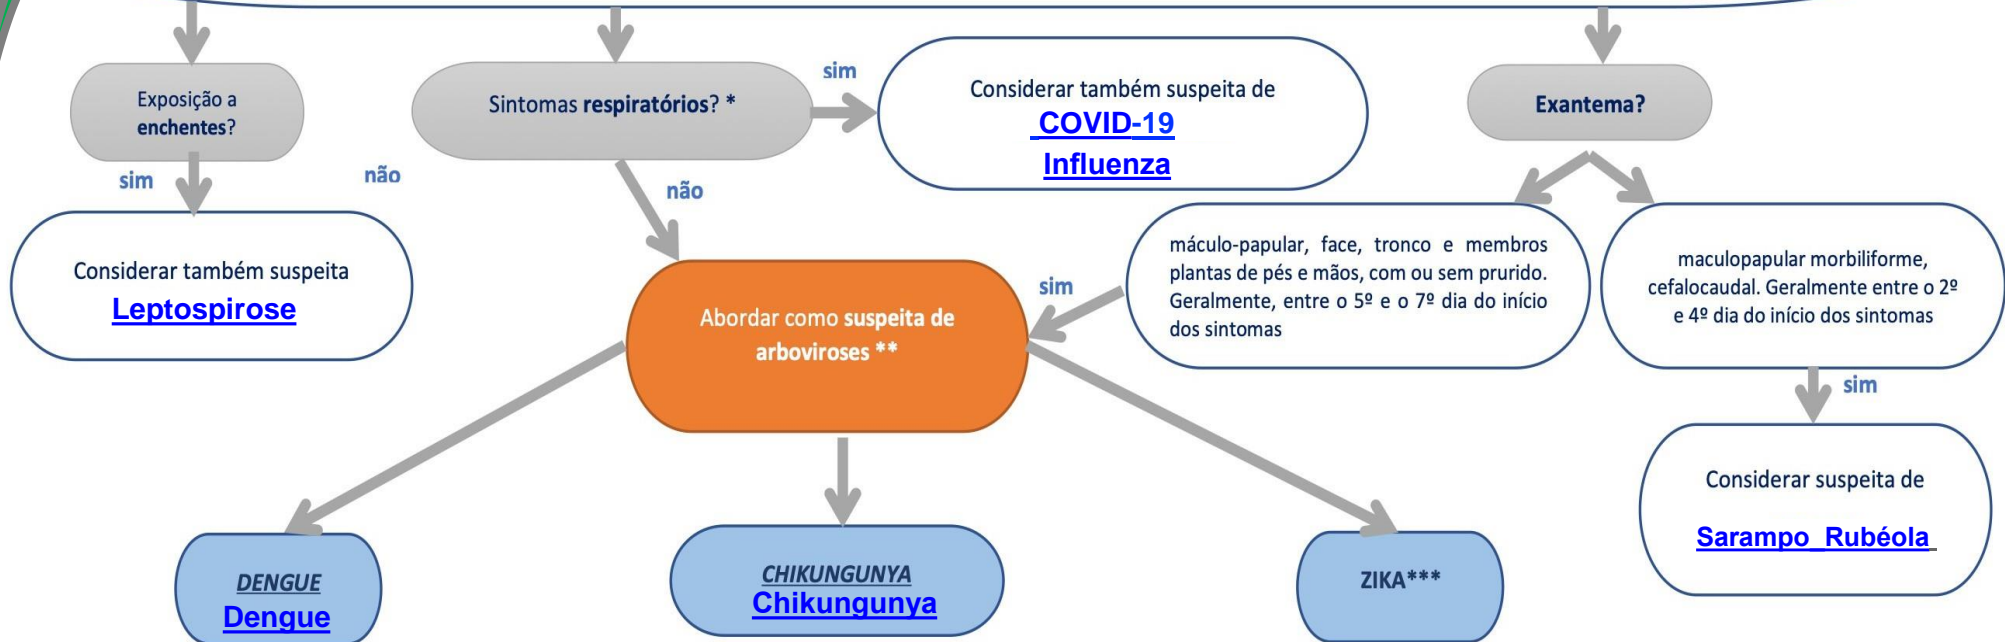 Exposição a
enchentes?
sim
não
Considerar também suspeita
Leptospirose
Sintomas respiratórios? *
sim
não
Considerar também suspeita de
COVID-19
Influenza
Exantema?
máculo-papular, face, tronco e membros
plantas de pés e mãos, com ou sem prurido.
Geralmente, entre o 5º e o 7º dia do início
dos sintomas
sim
maculopapular morbiliforme,
cefalocaudal. Geralmente entre o 2º
e 4º dia do início dos sintomas
sim
Considerar suspeita de
Sarampo_Rubéola
Abordar como suspeita de
arboviroses **
DENGUE
Dengue
CHIKUNGUNYA
Chikungunya
ZIKA***